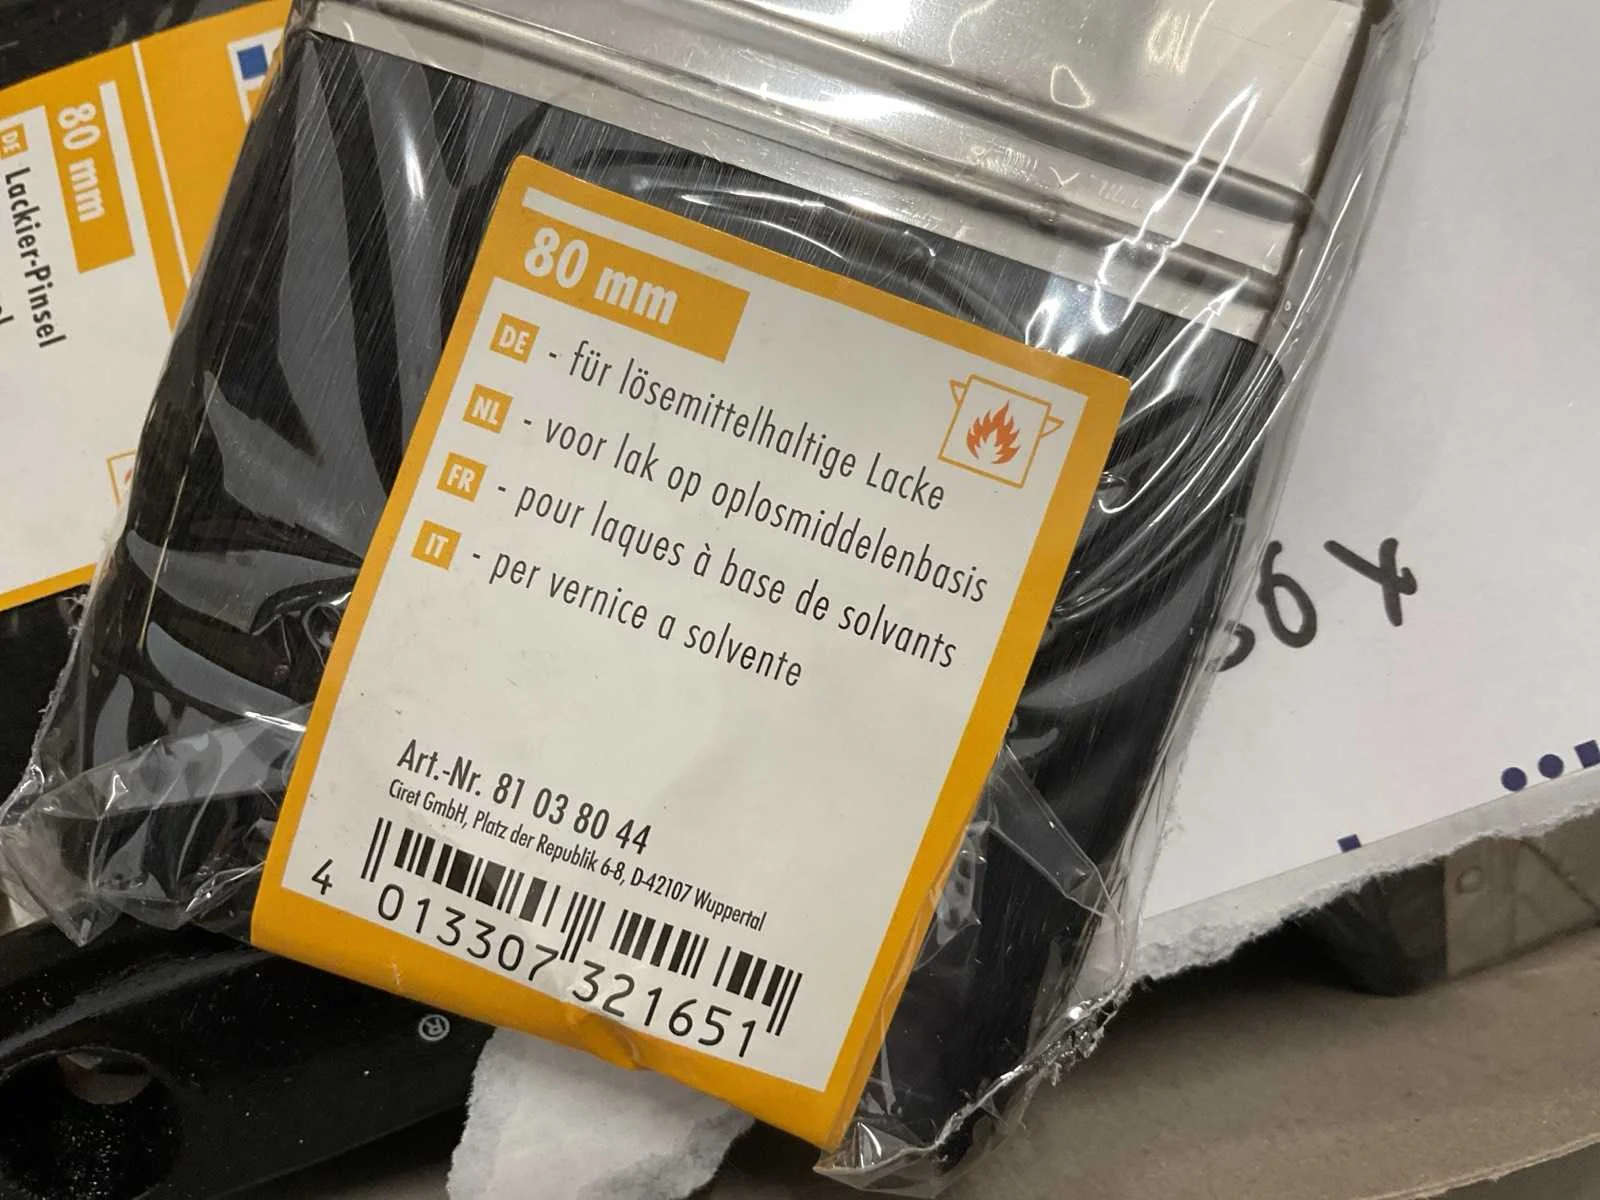 80 mm
DE Lackier-Pinsel
80 mm
DE - für lösemittelhaltige Lacke
NL - voor lak op oplosmiddelenbasis
FR - pour laques à base de solvants
IT - per vernice a solvente
Art.-Nr. 81 03 80 44
Ciret GmbH, Platz der Republik 6-8, D-42107 Wuppertal
4 013307 321651
®